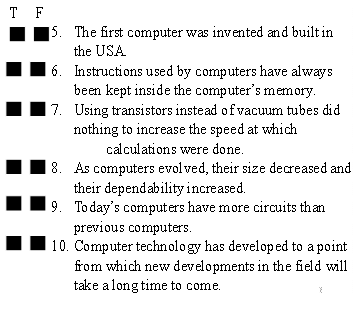 T F
5. The first computer was invented and built in
the USA.
6. Instructions used by computers have always
been kept inside the computer's memory.
7. Using transistors instead of vacuum tubes did
nothing to increase the speed at which
calculations were done.
8. As computers evolved, their size decreased and
their dependability increased.
9. Today's computers have more circuits than
previous computers.
10. Computer technology has developed to a point
from which new developments in the field will
take a long time to come.